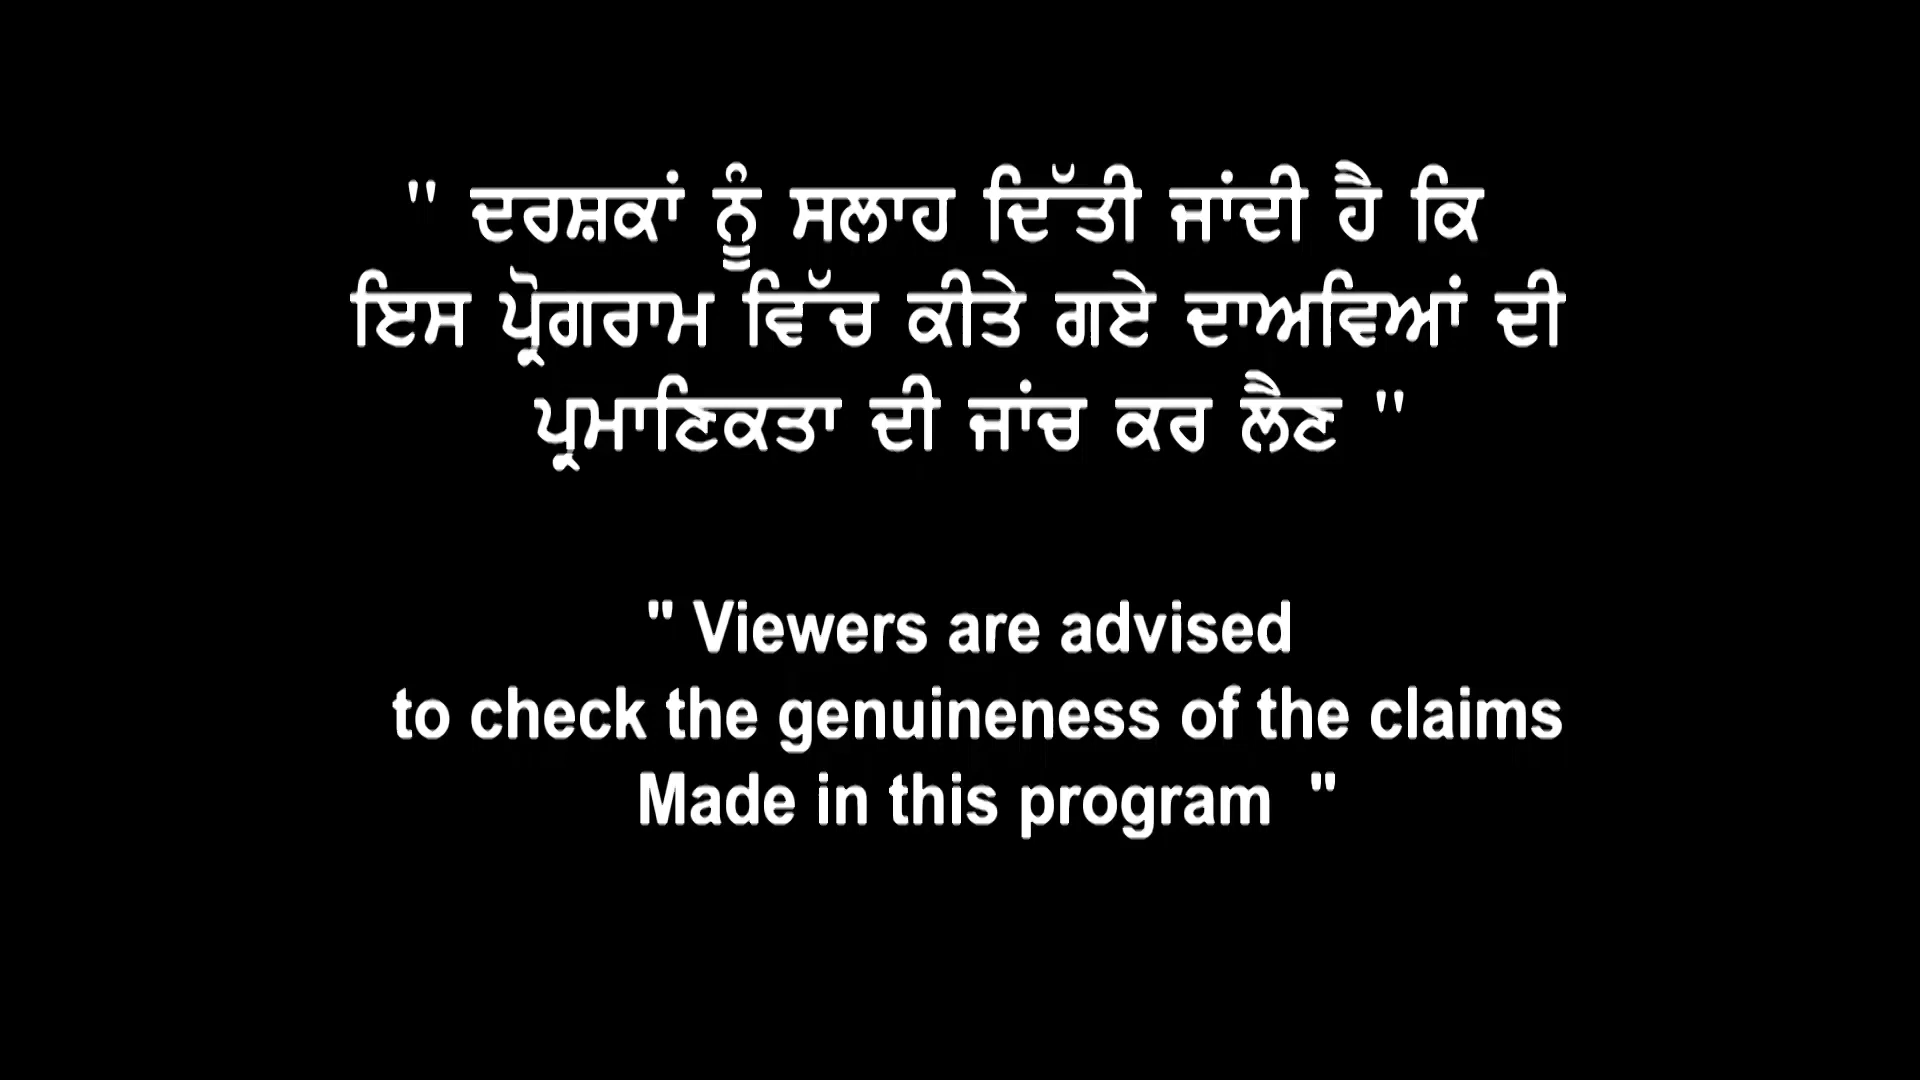 " ਦਰਸ਼ਕਾਂ ਨੂੰ ਸਲਾਹ ਦਿੱਤੀ ਜਾਂਦੀ ਹੈ ਕਿ
ਇਸ ਪ੍ਰੋਗਰਾਮ ਵਿੱਚ ਕੀਤੇ ਗਏ ਦਾਅਵਿਆਂ ਦੀ
ਪ੍ਰਮਾਣਿਕਤਾ ਦੀ ਜਾਂਚ ਕਰ ਲੈਣ "
" Viewers are advised
to check the genuineness of the claims
Made in this program "